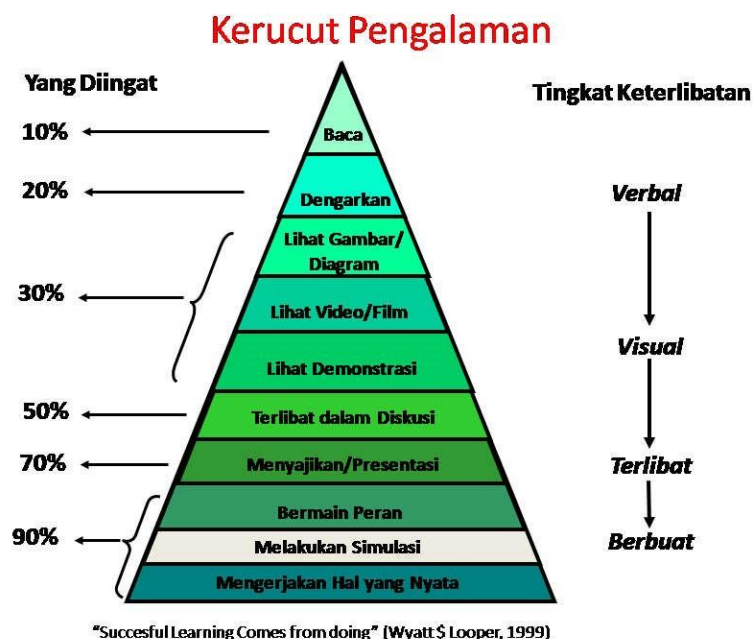 Kerucut Pengalaman
Yang Diingat
Tingkat Keterlibatan
10%
Baca
20%
Dengarkan
Verbal
Lihat Gambar/
Diagram
30%
Lihat Video/Film
Visual
Lihat Demonstrasi
50%
Terlibat dalam Diskusi
70%
Menyajikan/Presentasi
Terlibat
Bermain Peran
90%
Melakukan Simulasi
Berbuat
Mengerjakan Hal yang Nyata
"Succesful Learning Comes from doing" (Wyatt $ Looper, 1999)